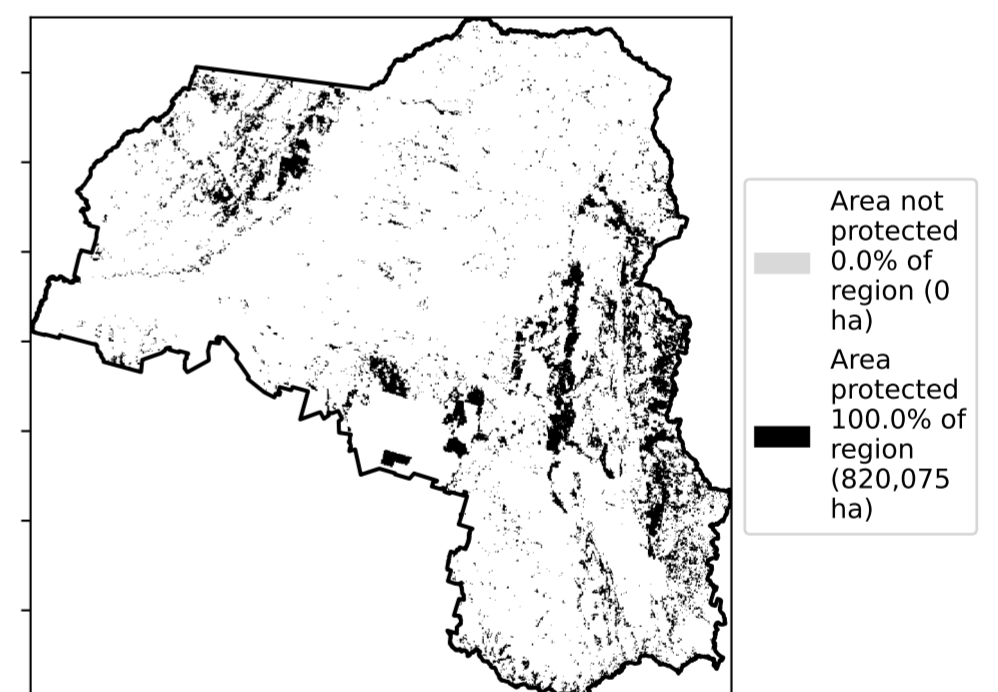 Area not
protected
0.0% of
region (0
ha)
Area
protected
100.0% of
region
(820,075
ha)